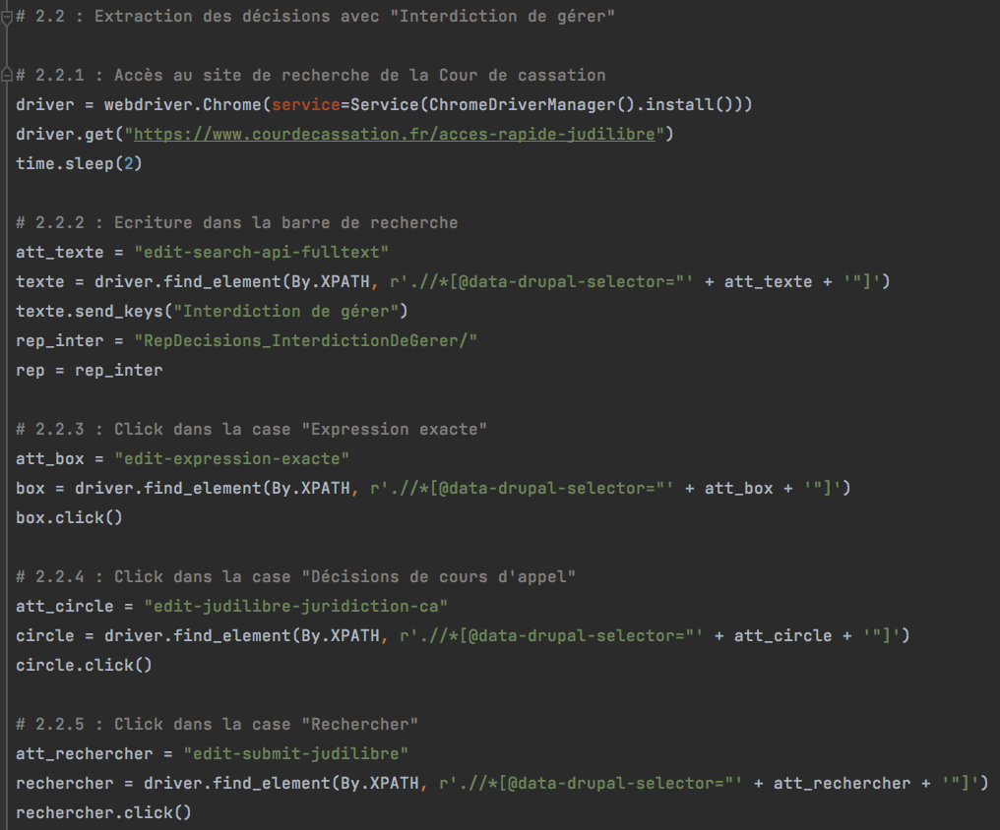 # 2.2 : Extraction des décisions avec "Interdiction de gérer"
# 2.2.1 : Accès au site de recherche de la Cour de cassation
driver = webdriver.Chrome(service=Service(ChromeDriverManager().install()))
driver.get("https://www.courdecassation.fr/acces-rapide-judilibre")
time.sleep(2)
# 2.2.2 : Ecriture dans la barre de recherche
att_texte = "edit-search-api-fulltext"
texte = driver.find_element(By.XPATH, r'.//*[@data-drupal-selector="' + att_texte + '"]')
texte.send_keys("Interdiction de gérer")
rep_inter = "RepDecisions_InterdictionDeGerer/"
rep = rep_inter
# 2.2.3 : Click dans la case "Expression exacte"
att_box = "edit-expression-exacte"
box = driver.find_element(By.XPATH, r'.//*[@data-drupal-selector="' + att_box + '"]')
box.click()
# 2.2.4 : Click dans la case "Décisions de cours d'appel"
att_circle = "edit-judilibre-juridiction-ca"
circle = driver.find_element(By.XPATH, r'.//*[@data-drupal-selector="' + att_circle + '"]')
circle.click()
# 2.2.5 : Click dans la case "Rechercher"
att_rechercher = "edit-submit-judilibre"
rechercher = driver.find_element(By.XPATH, r'.//*[@data-drupal-selector="' + att_rechercher + '"]')
rechercher.click()